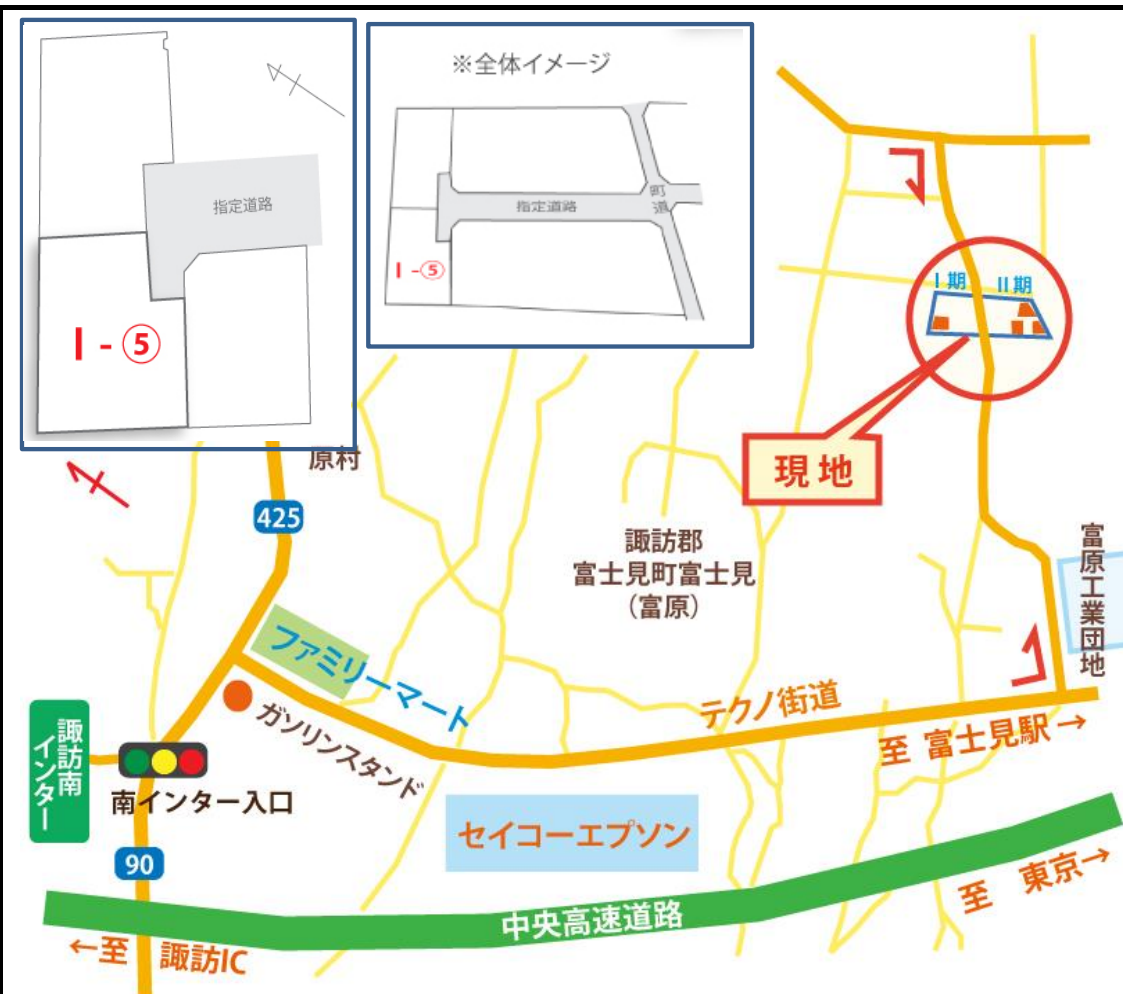 指定道路
I - ⑤
※全体イメージ
指定道路
町道
I - ⑤
I 期
II 期
現地
原村
425
諏訪郡
富士見町富士見
(富原)
富原工業団地
ファミリーマート
ガソリンスタンド
テクノ街道
至 富士見駅→
諏訪南
インター
南インター入口
セイコーエプソン
90
中央高速道路
至 東京→
←至 諏訪IC